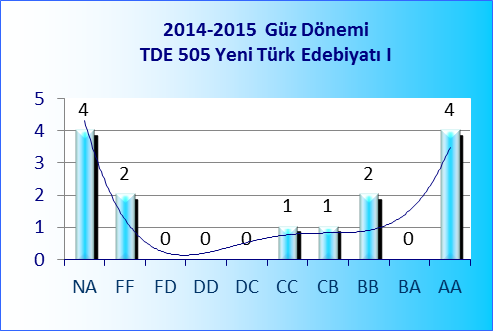 2014-2015 Güz Dönemi
TDE 505 Yeni Türk Edebiyatı I
5
4
3
2
1
0
4 2 0 0 0 1 1 2 0 4
NA FF FD DD DC CC CB BB BA AA